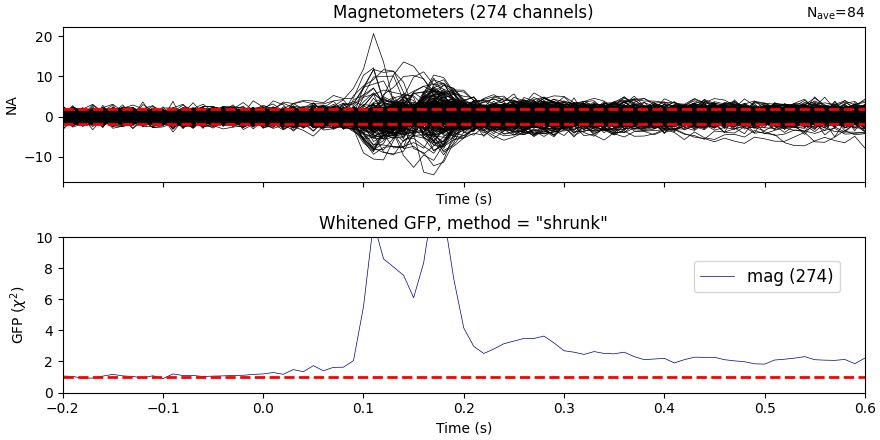 Magnetometers (274 channels)
Nave=84
20
10
0
−10
NA
Time (s)
Whitened GFP, method = "shrunk"
10
8
6
4
2
0
GFP (χ²)
mag (274)
−0.2 −0.1 0.0 0.1 0.2 0.3 0.4 0.5 0.6
Time (s)